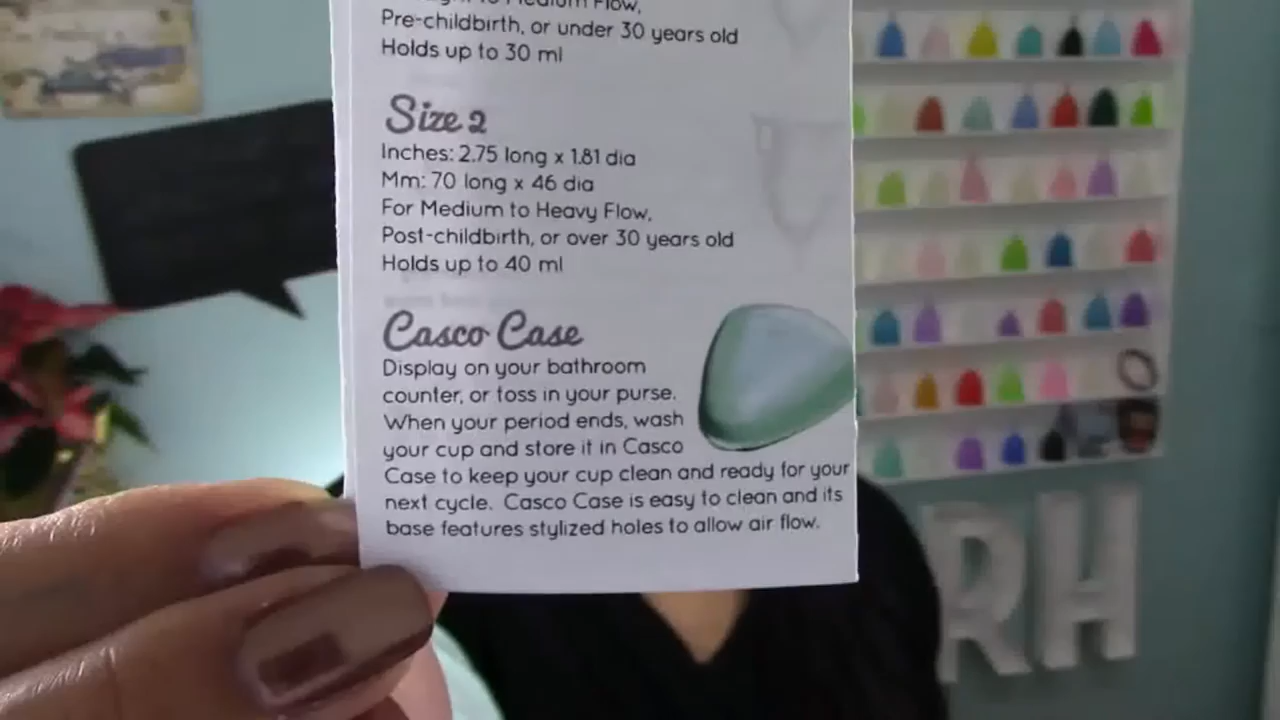 to Medium Flow,
Pre-childbirth, or under 30 years old
Holds up to 30 ml
Size 2
Inches: 2.75 long x 1.81 dia
Mm: 70 long x 46 dia
For Medium to Heavy Flow,
Post-childbirth, or over 30 years old
Holds up to 40 ml
Casco Case
Display on your bathroom
counter, or toss in your purse.
When your period ends, wash
your cup and store it in Casco
Case to keep your cup clean and ready for your
next cycle. Casco Case is easy to clean and its
base features stylized holes to allow air flow.
RH